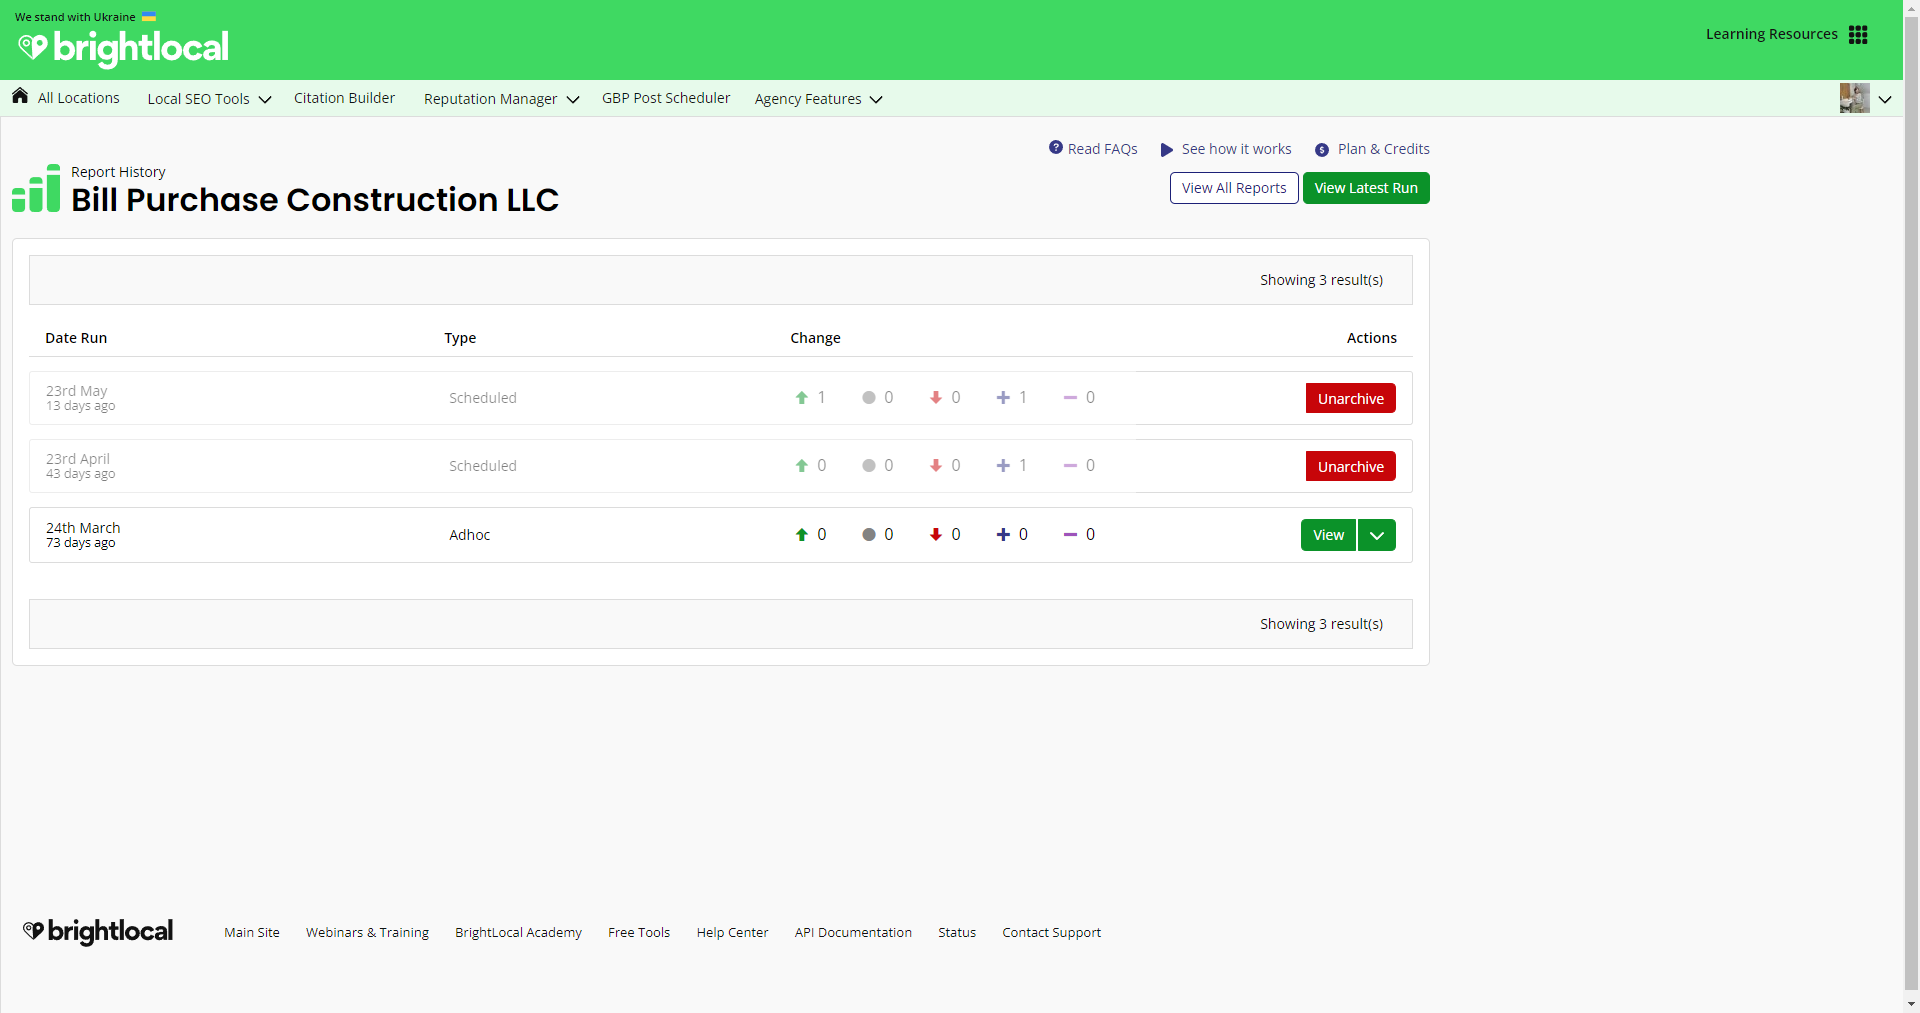 We stand with Ukraine
brightlocal
Learning Resources
All Locations Local SEO Tools Citation Builder Reputation Manager GBP Post Scheduler Agency Features
Read FAQs See how it works Plan & Credits
Report History
Bill Purchase Construction LLC
View All Reports View Latest Run
Showing 3 result(s)
Date Run Type Change Actions
23rd May
13 days ago
Scheduled 1 0 0 1 0 Unarchive
23rd April
43 days ago
Scheduled 0 0 0 1 0 Unarchive
24th March
73 days ago
Adhoc 0 0 0 0 0 View
Showing 3 result(s)
brightlocal Main Site Webinars & Training BrightLocal Academy Free Tools Help Center API Documentation Status Contact Support